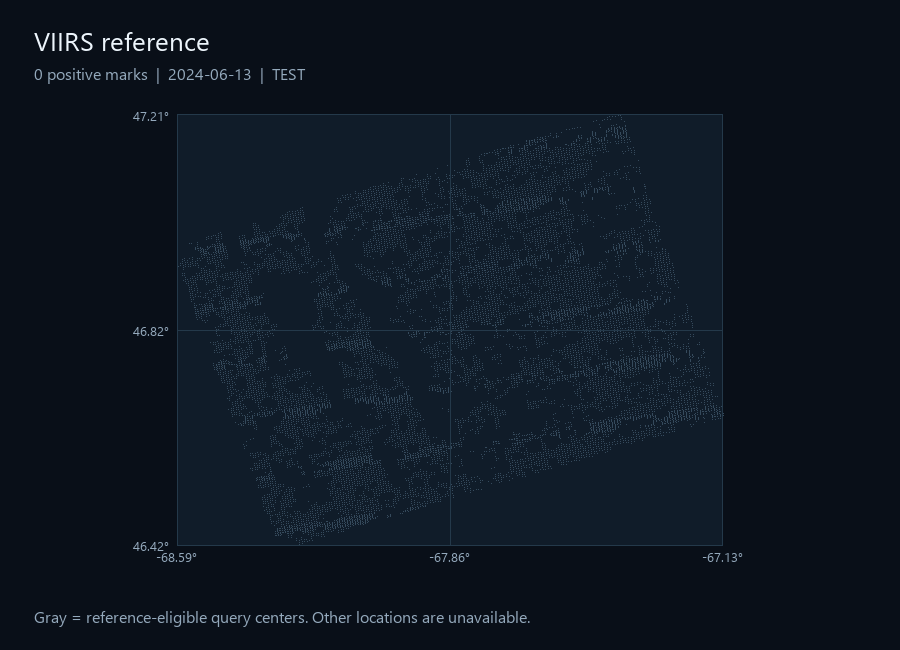 VIIRS reference
0 positive marks | 2024-06-13 | TEST
47.21°
46.82°
46.42°
-68.59°
-67.86°
-67.13°
Gray = reference-eligible query centers. Other locations are unavailable.